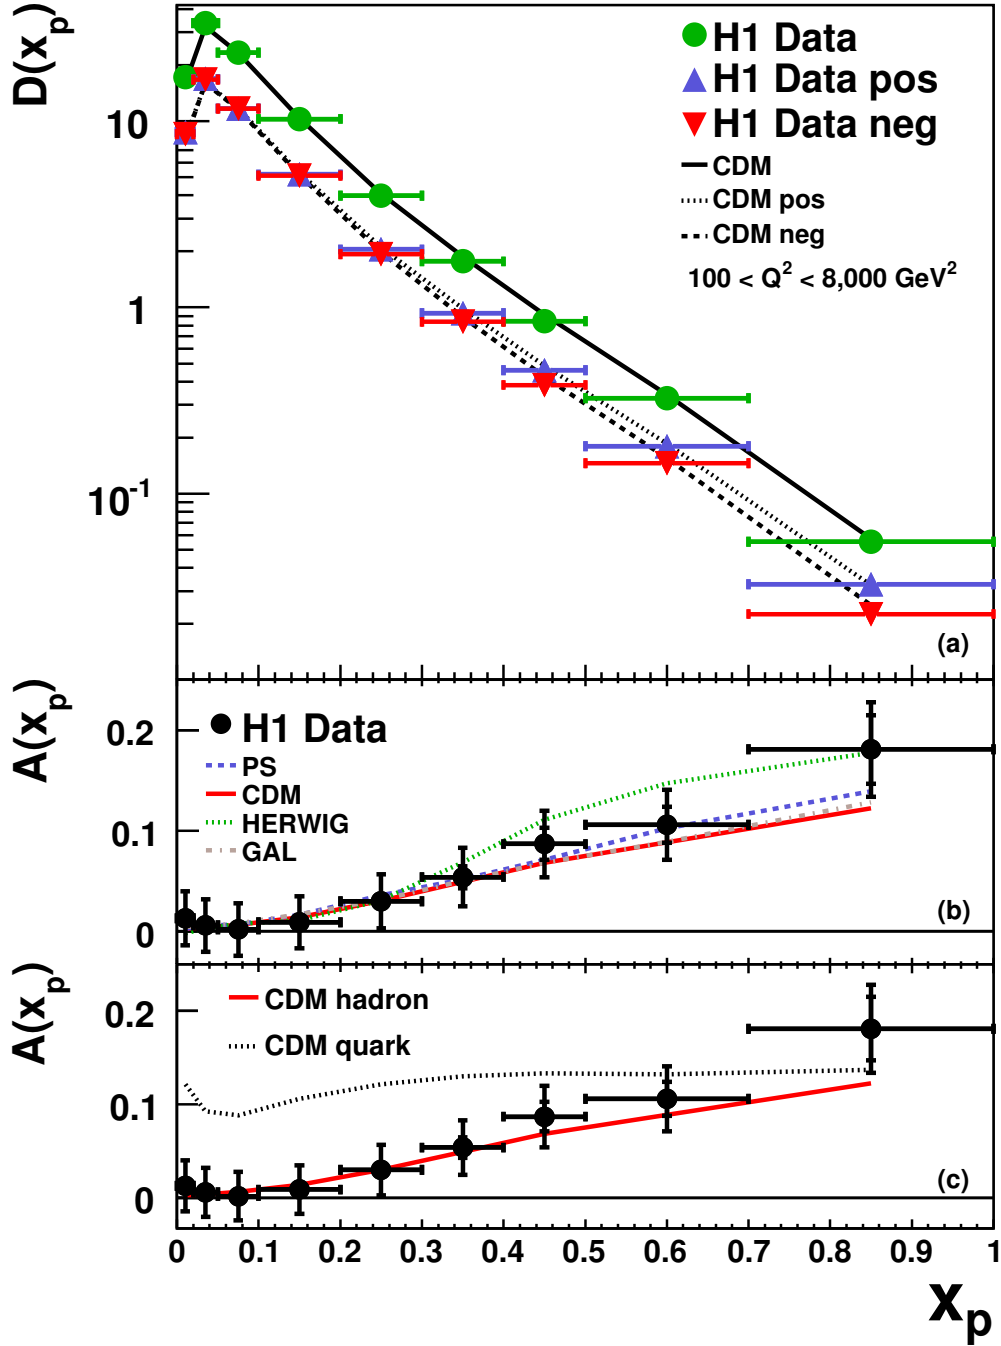 D(x_p)
10
1
10^-1
H1 Data
H1 Data pos
H1 Data neg
CDM
CDM pos
CDM neg
100 < Q^2 < 8,000 GeV^2
(a)
A(x_p)
0.2
0.1
0
H1 Data
PS
CDM
HERWIG
GAL
(b)
A(x_p)
0.2
0.1
0
CDM hadron
CDM quark
(c)
0 0.1 0.2 0.3 0.4 0.5 0.6 0.7 0.8 0.9 1
x_p